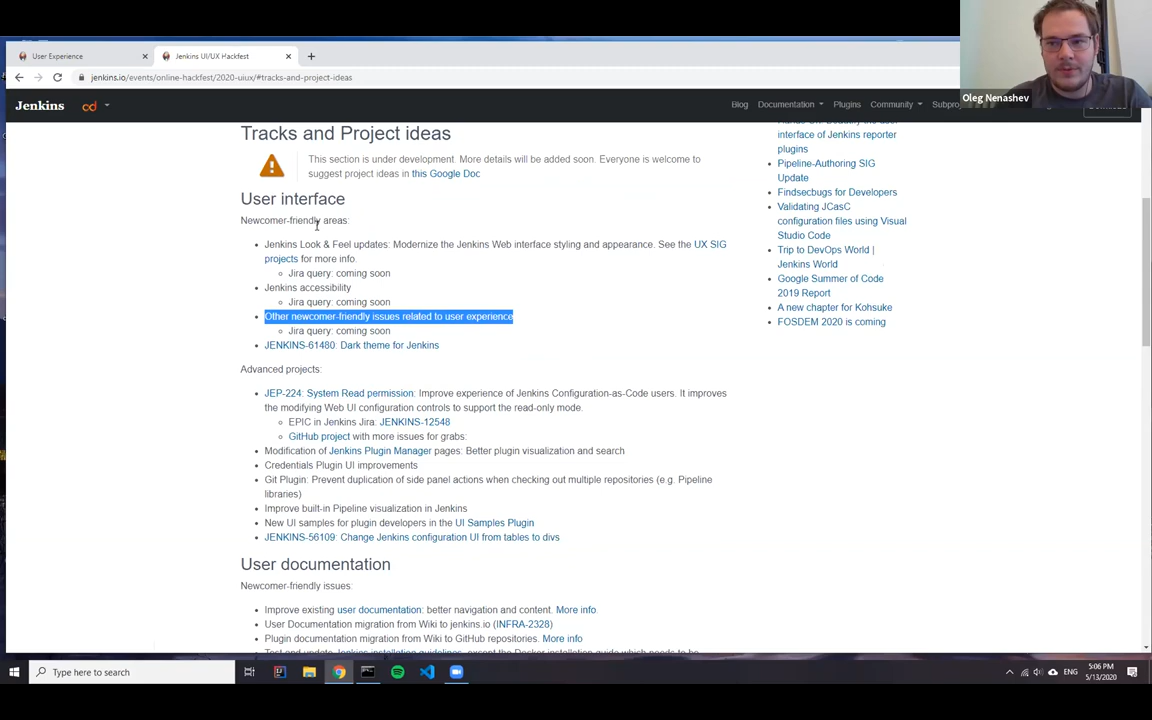 User Experience
Jenkins UI/UX Hackfest
jenkins.io/events/online-hackfest/2020-uiux/#tracks-and-project-ideas
Oleg Nenashev
Jenkins
cd
Blog
Documentation
Plugins
Community
Subproj
Tracks and Project ideas
This section is under development. More details will be added soon. Everyone is welcome to
suggest project ideas in this Google Doc
User interface
Newcomer-friendly areas:
• Jenkins Look & Feel updates: Modernize the Jenkins Web interface styling and appearance. See the UX SIG
projects for more info.
Jira query: coming soon
• Jenkins accessibility
Jira query: coming soon
• Other newcomer-friendly issues related to user experience
Jira query: coming soon
• JENKINS-61480: Dark theme for Jenkins
Advanced projects:
• JEP-224: System Read permission: Improve experience of Jenkins Configuration-as-Code users. It improves
the modifying Web UI configuration controls to support the read-only mode.
EPIC in Jenkins Jira. JENKINS-12548
GitHub project with more issues for grabs:
• Modification of Jenkins Plugin Manager pages: Better plugin visualization and search
• Credentials Plugin UI improvements
• Git Plugin: Prevent duplication of side panel actions when checking out multiple repositories (e.g. Pipeline
libraries)
• Improve built-in Pipeline visualization in Jenkins
• New UI samples for plugin developers in the UI Samples Plugin
• JENKINS-56109: Change Jenkins configuration UI from tables to divs
User documentation
Newcomer-friendly issues:
• Improve existing user documentation: better navigation and content. More info.
• User Documentation migration from Wiki to jenkins.io (INFRA-2328)
• Plugin documentation migration from Wiki to GitHub repositories. More info
interface of Jenkins reporter
plugins
• Pipeline-Authoring SIG
Update
• Findsecbugs for Developers
• Validating JCasC
configuration files using Visual
Studio Code
• Trip to DevOps World |
Jenkins World
• Google Summer of Code
2019 Report
• A new chapter for Kohsuke
• FOSDEM 2020 is coming
Type here to search
ENG
5:06 PM
5/13/2020